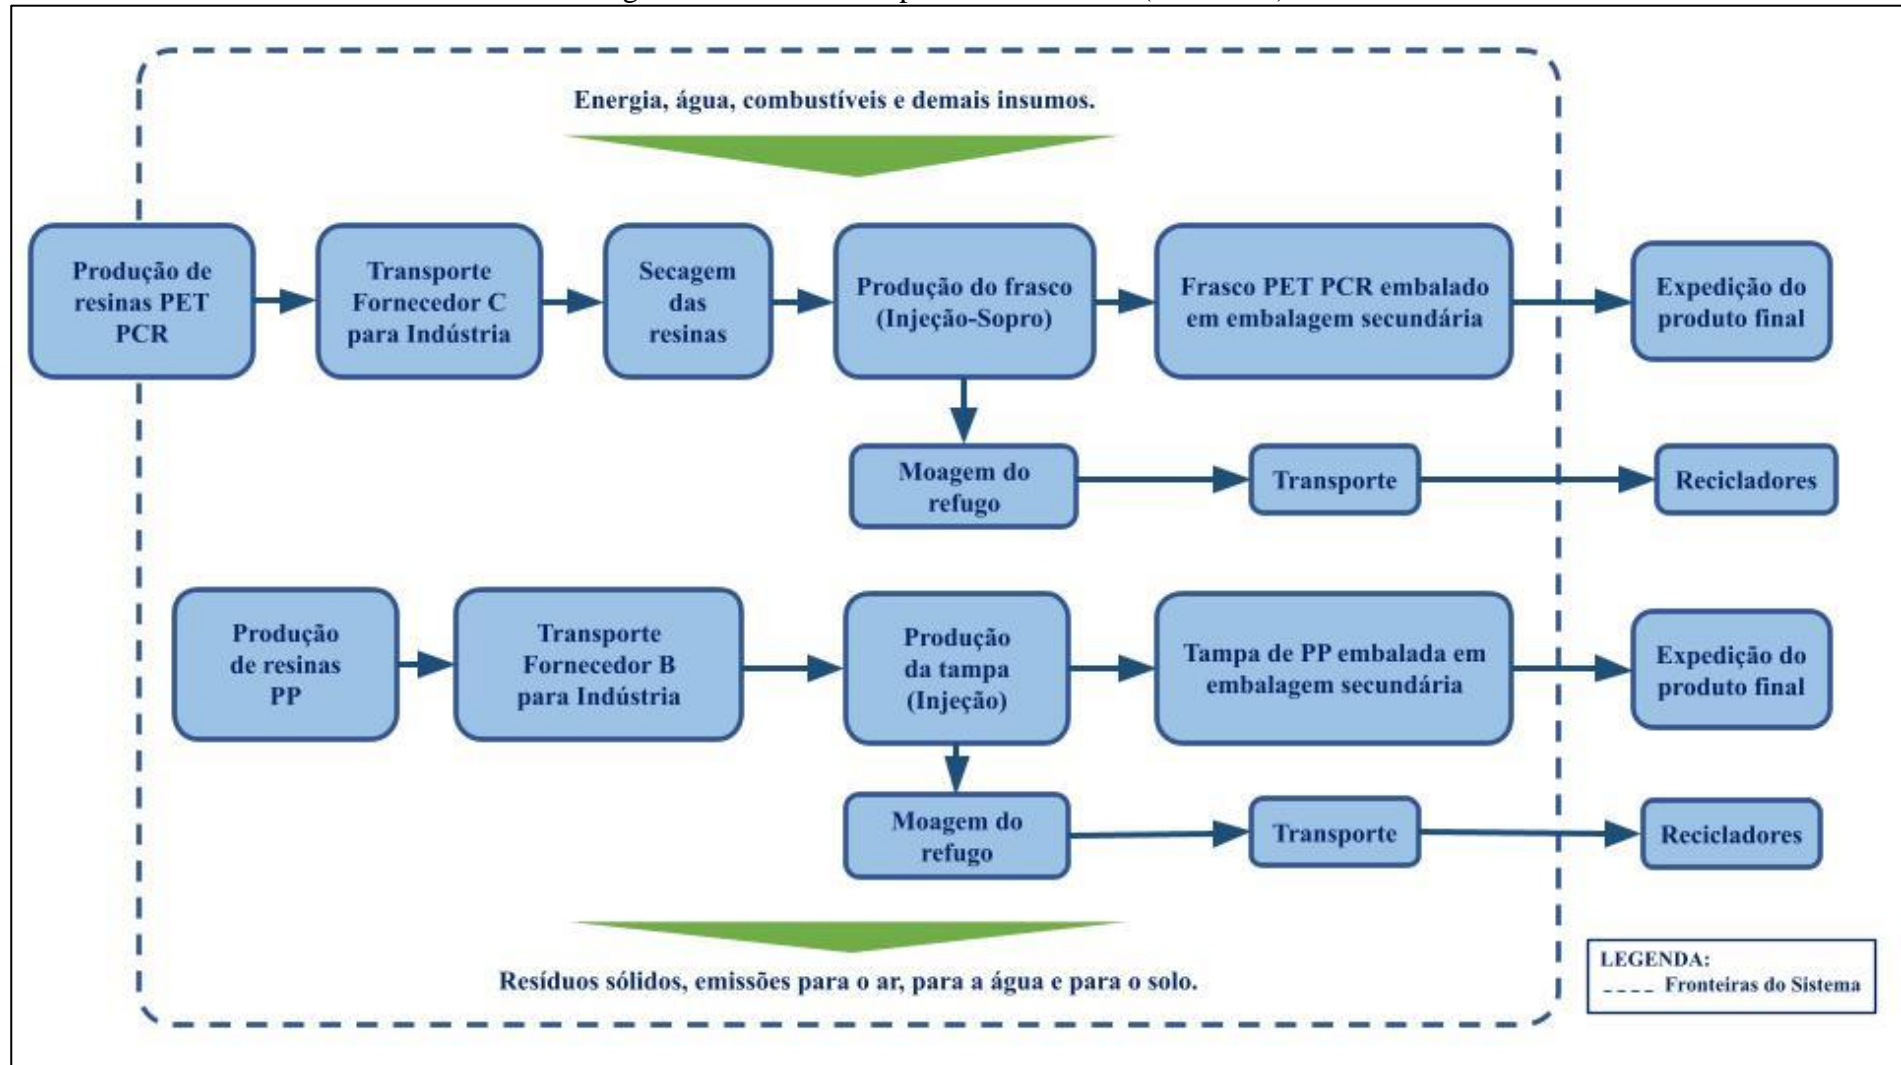 Energia, água, combustíveis e demais insumos.
Produção de
resinas PET
PCR
Transporte
Fornecedor C
para Indústria
Secagem
das
resinas
Produção do frasco
(Injeção-Sopro)
Frasco PET PCR embalado
em embalagem secundária
Expedição do
produto final
Moagem do
refugo
Transporte
Recicladores
Produção
de resinas
PP
Transporte
Fornecedor B
para Indústria
Produção
da tampa
(Injeção)
Tampa de PP embalada em
embalagem secundária
Expedição do
produto final
Moagem do
refugo
Transporte
Recicladores
Resíduos sólidos, emissões para o ar, para a água e para o solo.
LEGENDA:
Fronteiras do Sistema